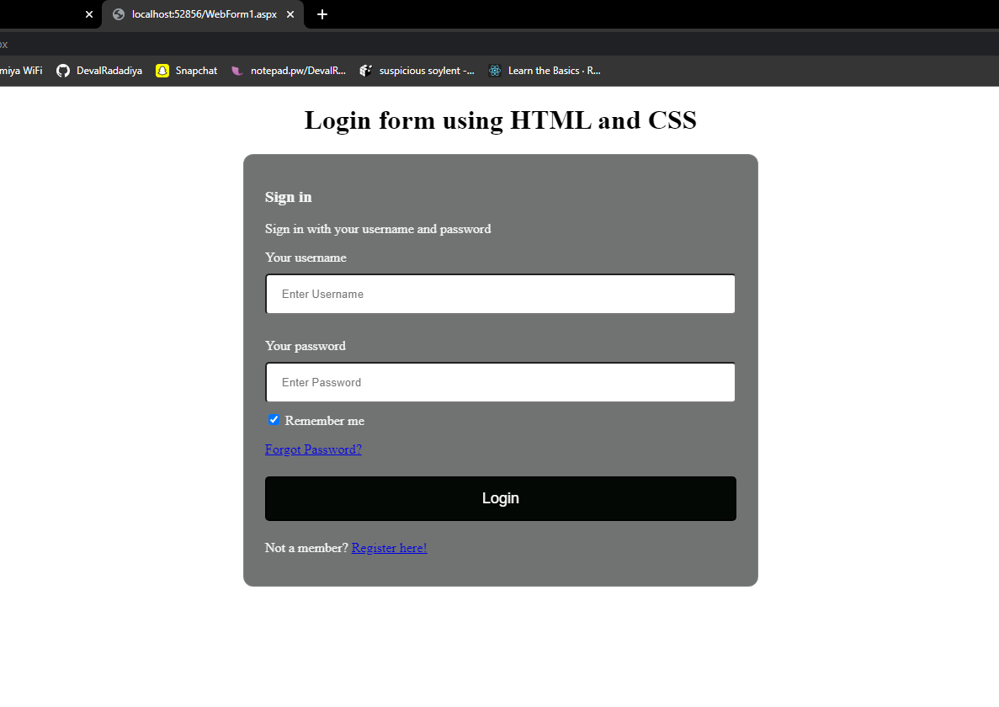 localhost:52856/WebForm1.aspx
miya WiFi DevalRadadiya Snapchat notepad.pw/DevalR... suspicious soylent -... Learn the Basics · R...
Login form using HTML and CSS
Sign in
Sign in with your username and password
Your username
Enter Username
Your password
Enter Password
Remember me
Forgot Password?
Login
Not a member? Register here!